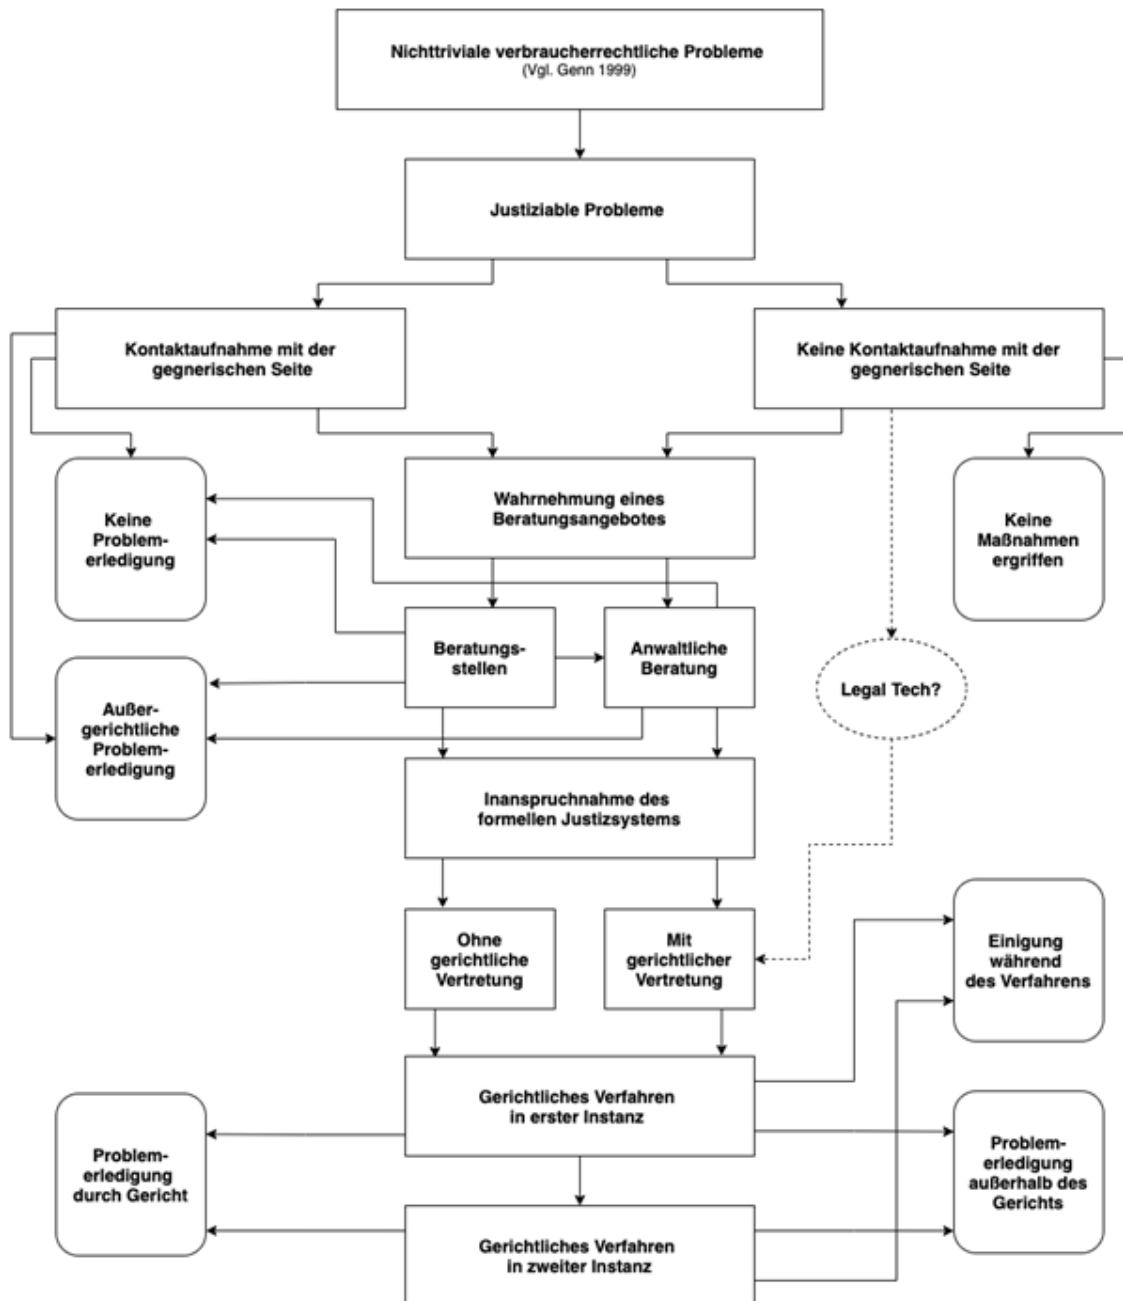 Nichttriviale verbraucherrechtliche Probleme
(Vgl. Genn 1999)
Justiziable Probleme
Kontaktaufnahme mit der
gegnerischen Seite
Keine Kontaktaufnahme mit der
gegnerischen Seite
Keine
Problem-
erledigung
Wahrnehmung eines
Beratungsangebotes
Keine
Maßnahmen
ergriffen
Beratungs-
stellen
Anwaltliche
Beratung
Legal Tech?
Außer-
gerichtliche
Problem-
erledigung
Inanspruchnahme des
formellen Justizsystems
Ohne
gerichtliche
Vertretung
Mit
gerichtlicher
Vertretung
Einigung
während
des Verfahrens
Gerichtliches Verfahren
in erster Instanz
Problem-
erledigung
durch Gericht
Problem-
erledigung
außerhalb des
Gerichts
Gerichtliches Verfahren
in zweiter Instanz